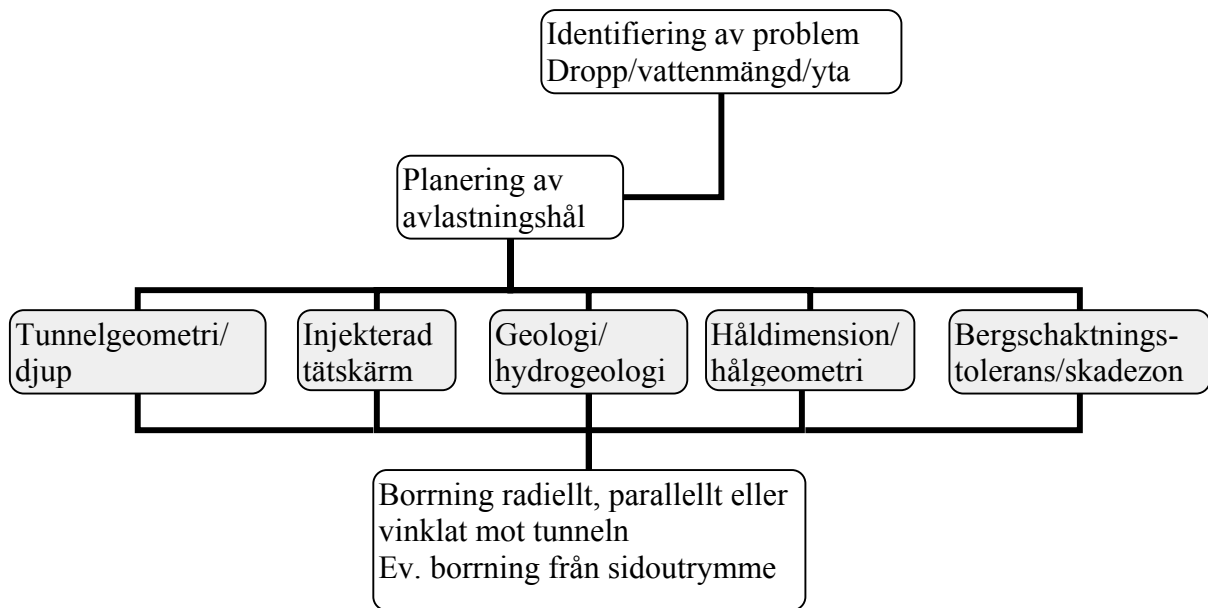 Identifiering av problem
Dropp/vattenmängd/yta
Planering av
avlastningshål
Tunnelgeometri/
djup
Injekterad
tätskärm
Geologi/
hydrogeologi
Håldimension/
hålgeometri
Bergschaktnings-
tolerans/skadezon
Borrning radiellt, parallellt eller
vinklat mot tunneln
Ev. borrning från sidoutrymme